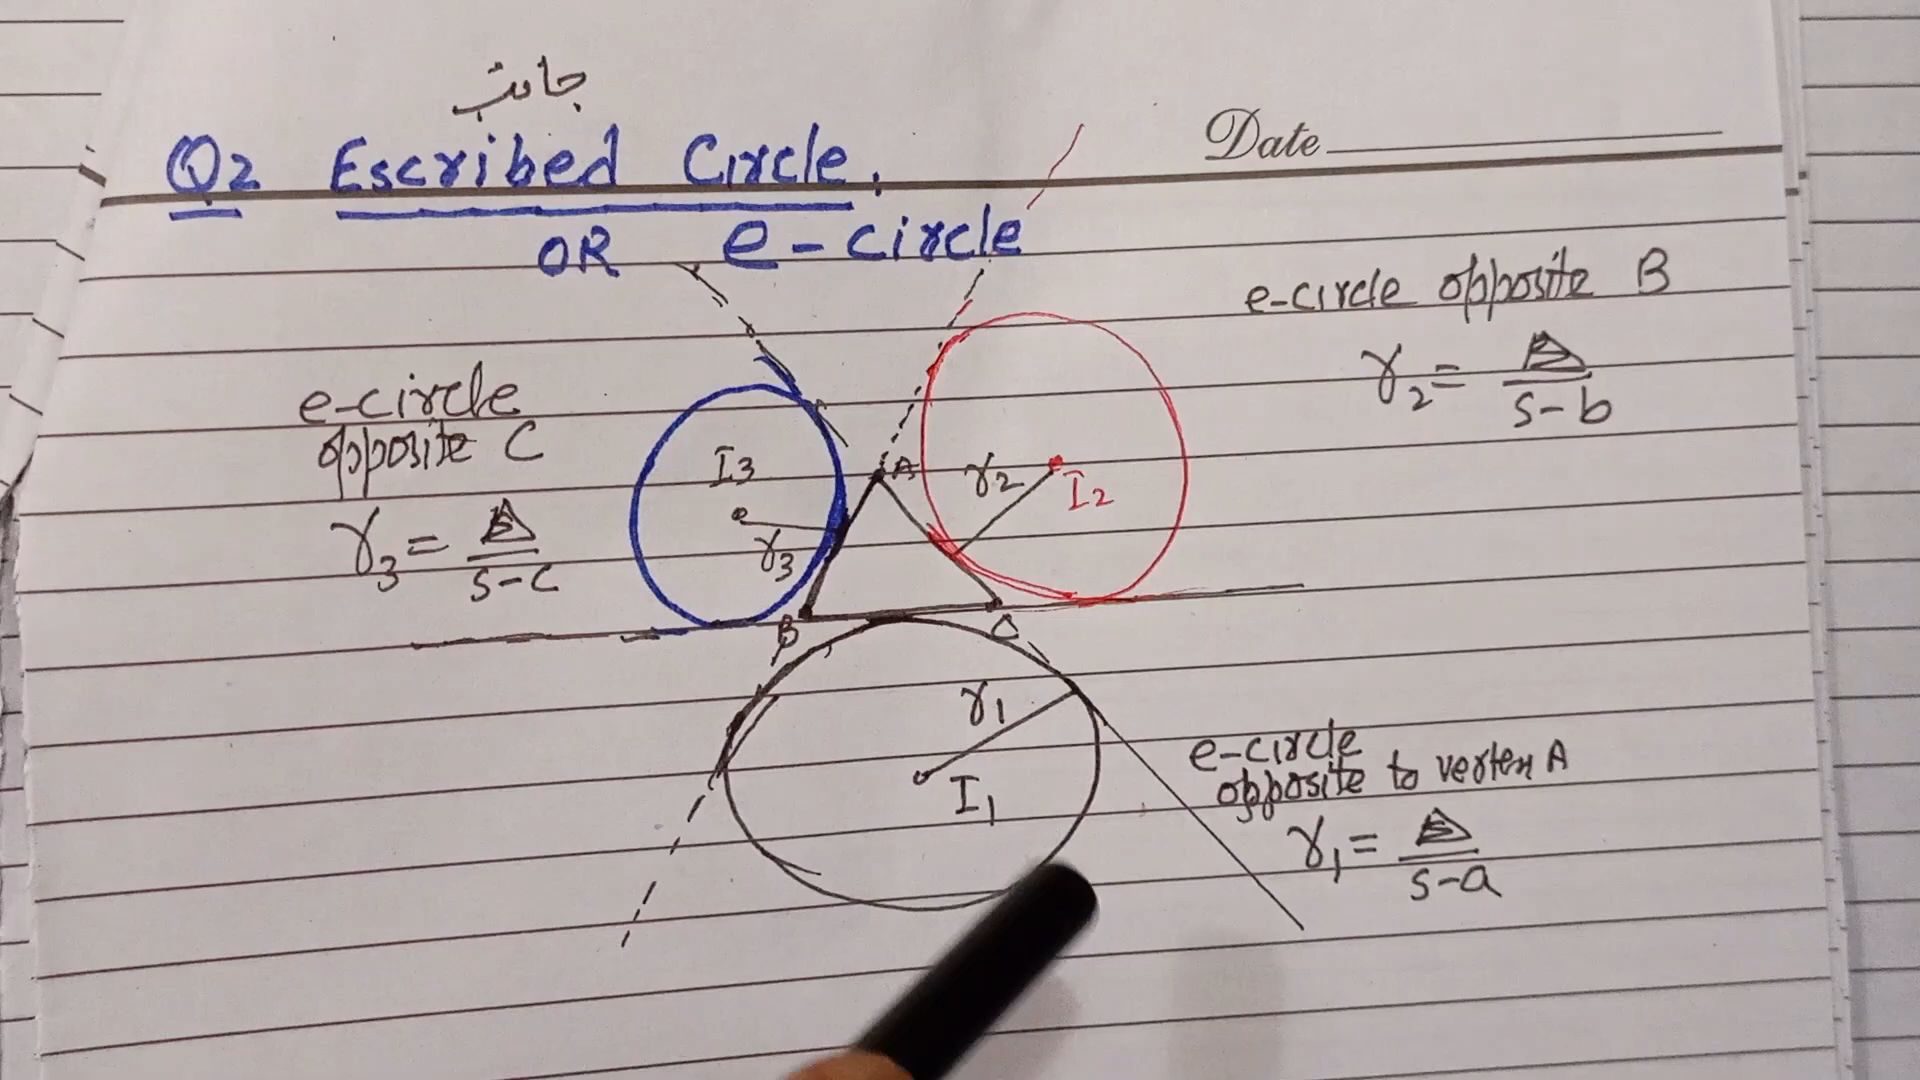 جانب
Date
Q2 Escribed Circle.
OR e-circle
e-circle opposite B
r2 = Δ / s-b
e-circle
opposite C
r3 = Δ / s-c
I3
r3
A
r2
I2
B
C
r1
I1
e-circle
opposite to vertex A
r1 = Δ / s-a